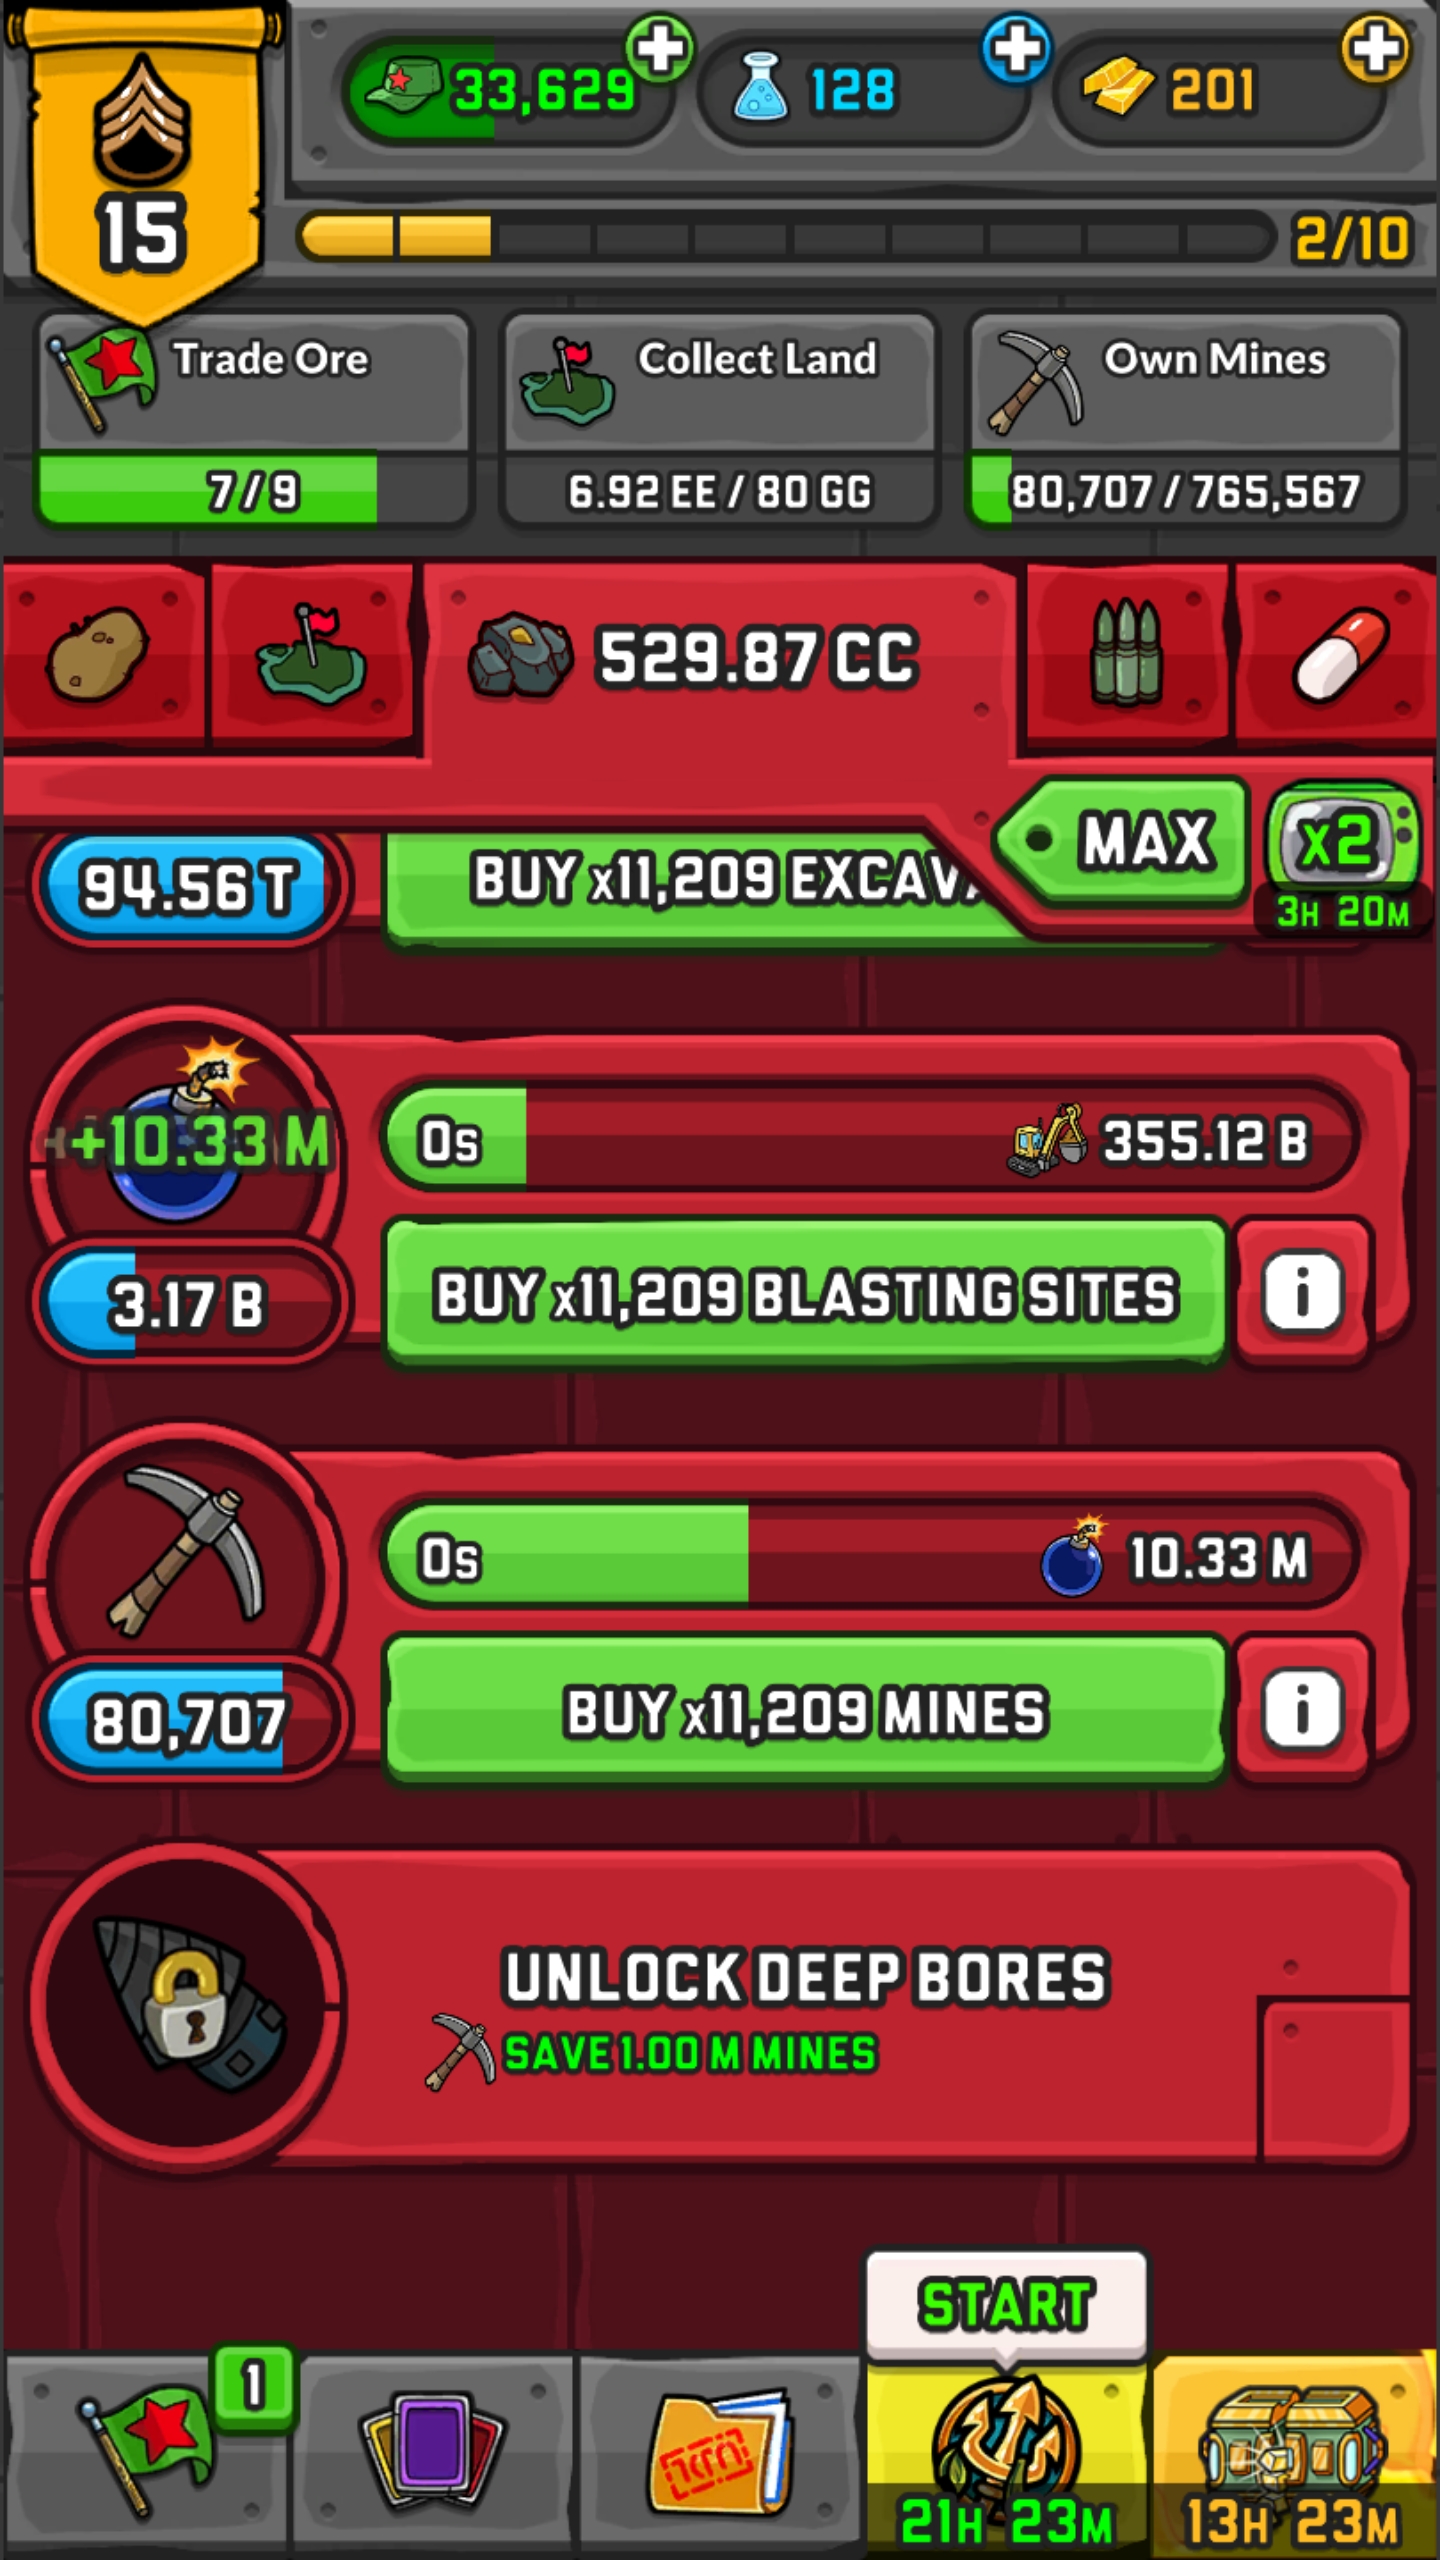 33,629
128
201
15
2/10
Trade Ore
Collect Land
Own Mines
7/9
6.92 EE / 80 GG
80,707 / 765,567
529.87 CC
MAX
x2
3H 20M
94.56 T
BUY x11,209 EXCAV
+10.33 M
0s
355.12 B
3.17 B
BUY x11,209 BLASTING SITES
i
0s
10.33 M
80,707
BUY x11,209 MINES
i
UNLOCK DEEP BORES
SAVE 1.00 M MINES
START
1
21H 23M
13H 23M